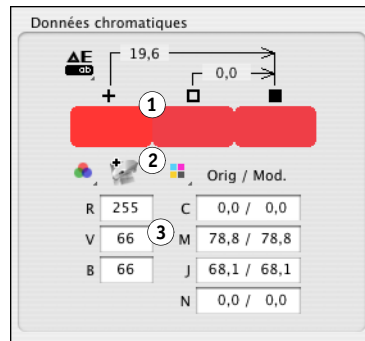 Données chromatiques
ΔE
ab
19,6
0,0
1
2
Orig / Mod.
R 255 C 0,0 / 0,0
V 66 3 M 78,8 / 78,8
B 66 J 68,1 / 68,1
N 0,0 / 0,0